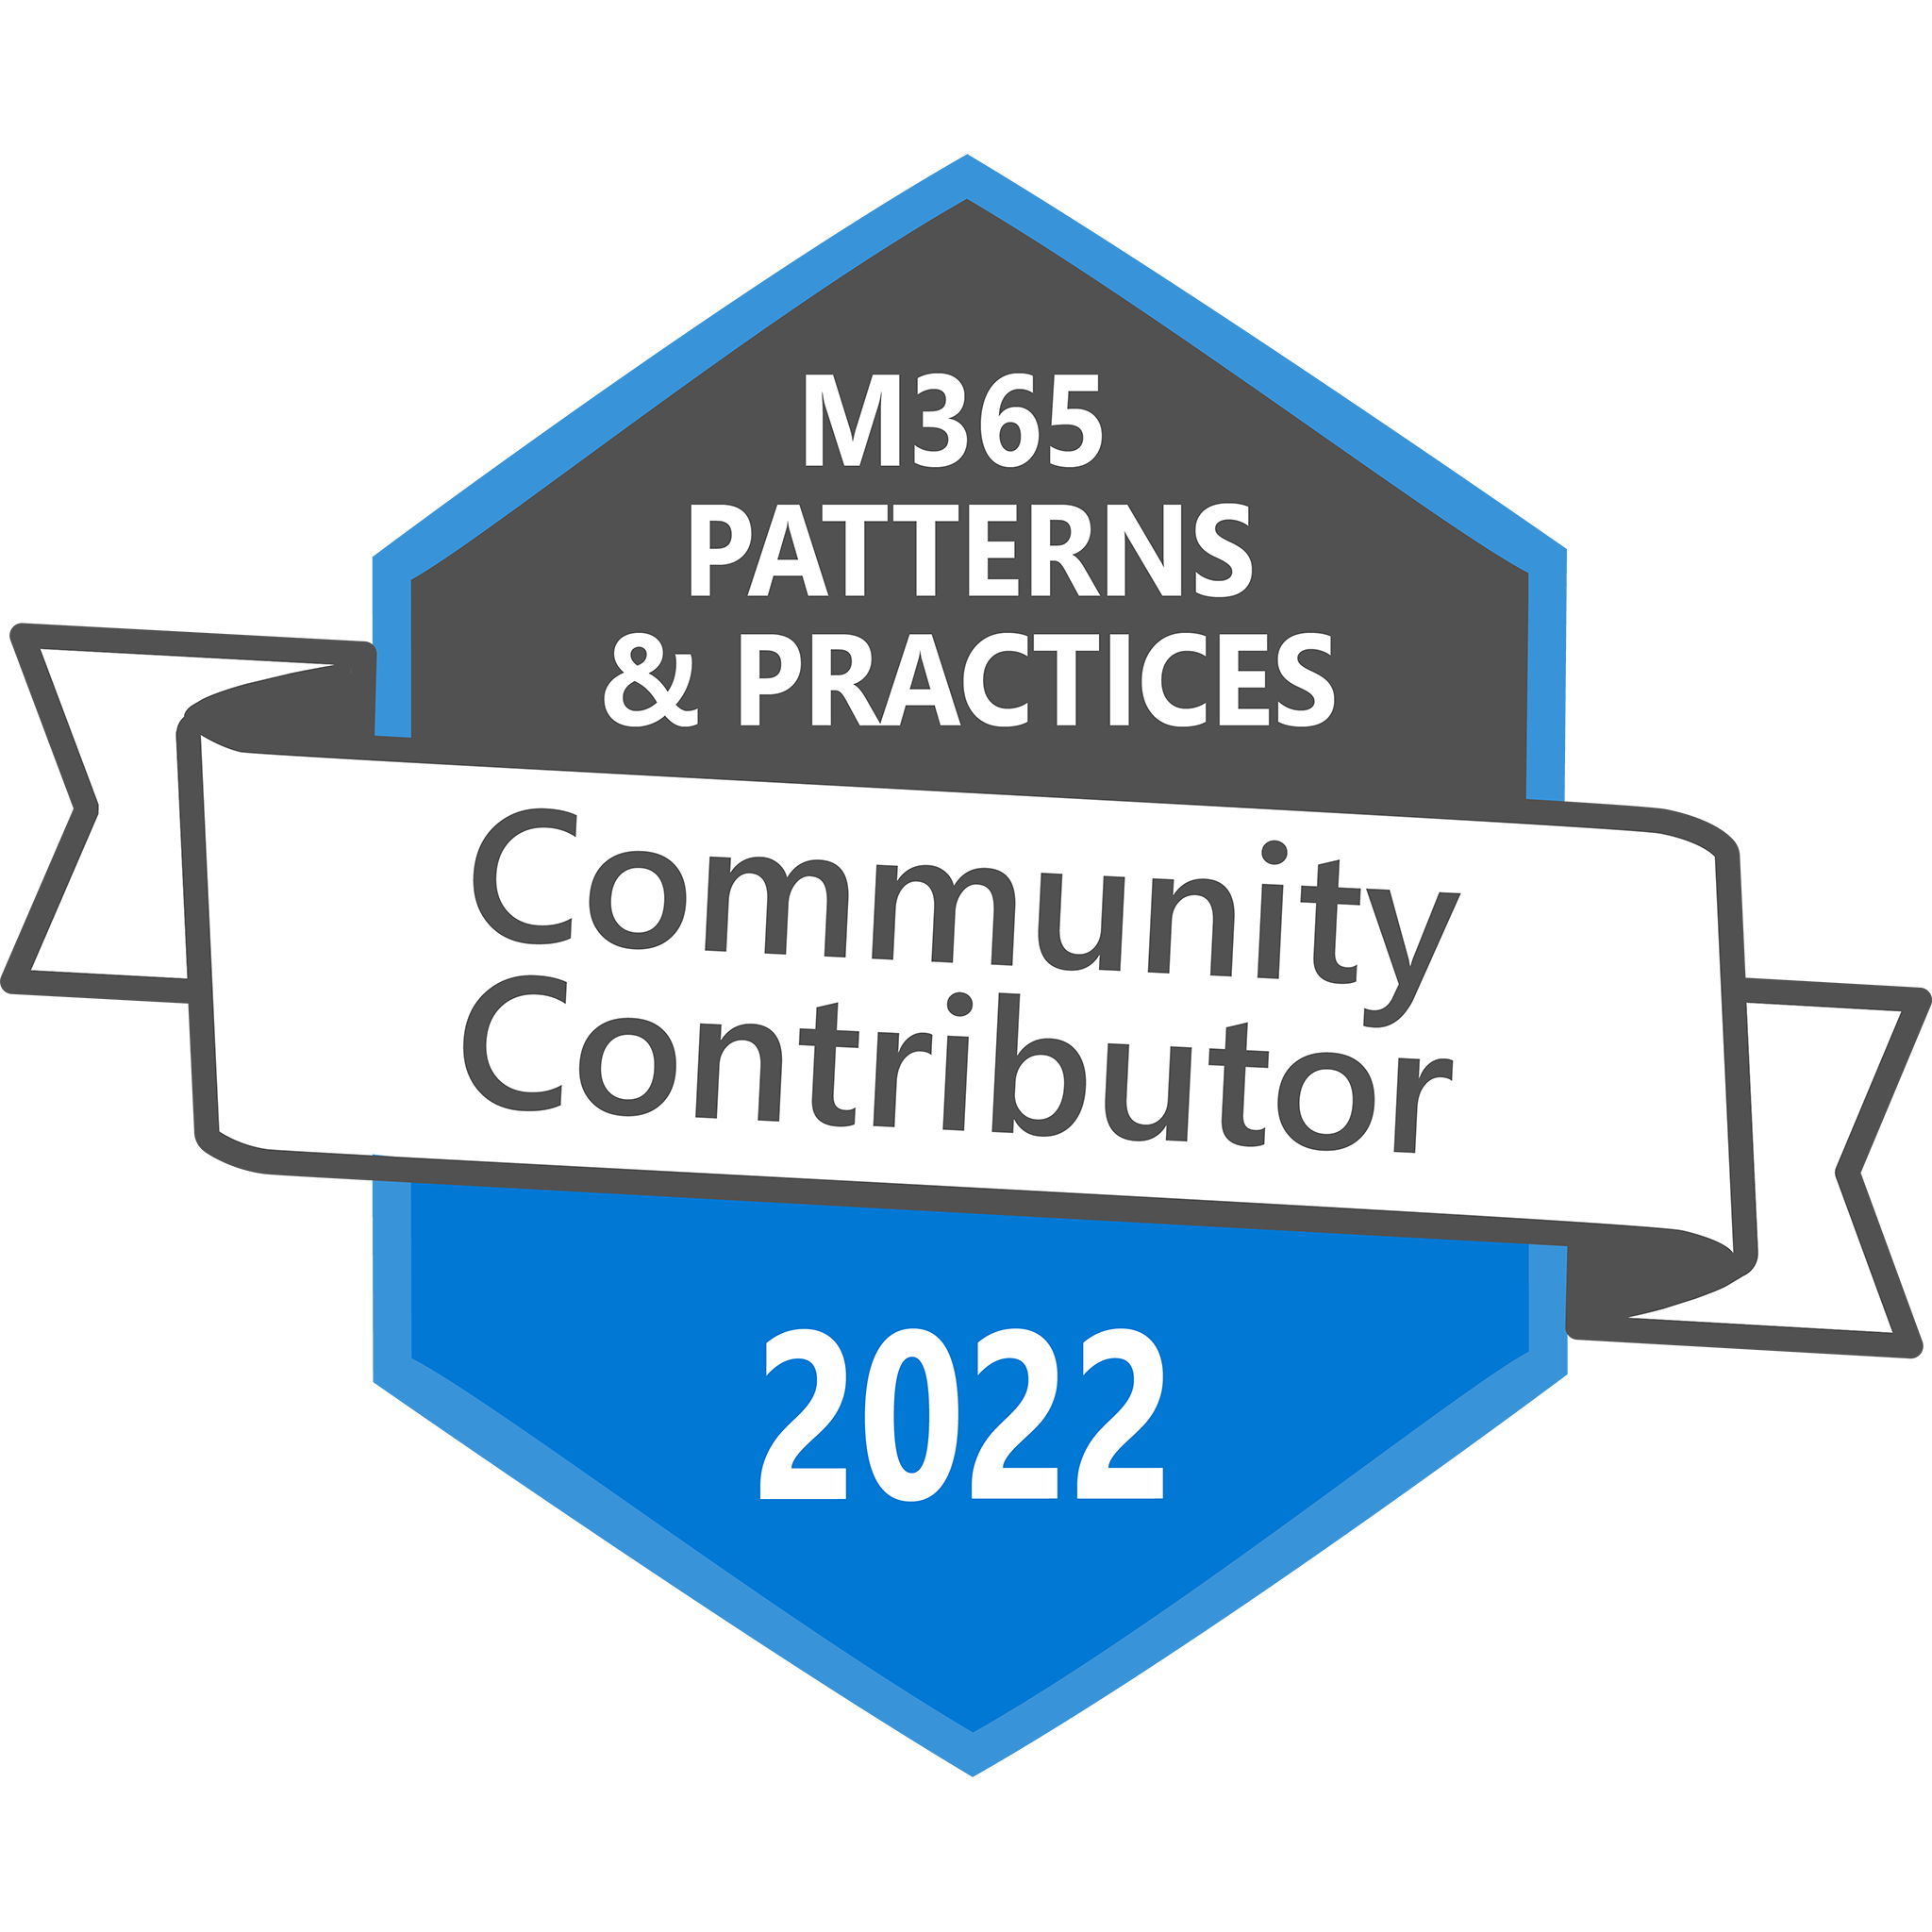 M365
PATTERNS
& PRACTICES
Community
Contributor
2022